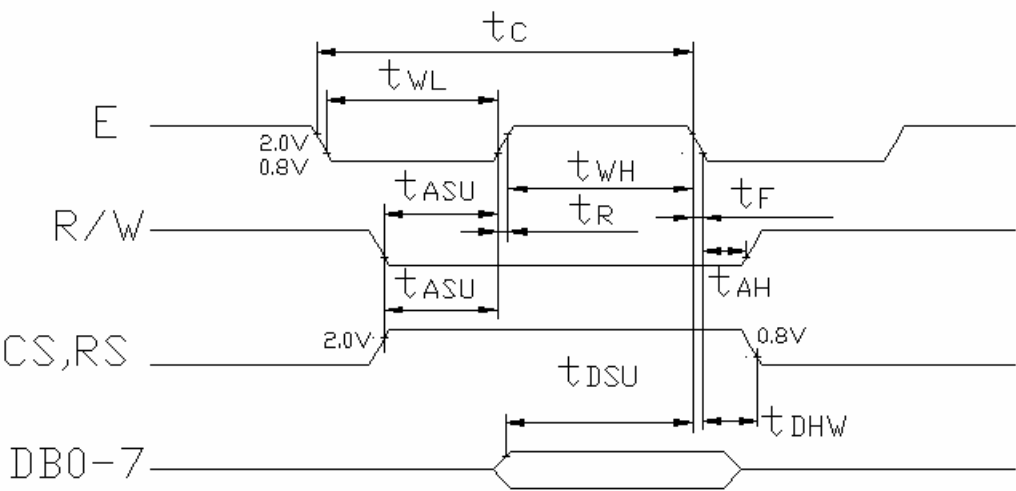 tC
tWL
E
2.0V
0.8V
tWH
tASU
tR
tF
R/W
tASU
tAH
2.0V
0.8V
CS,RS
tDSU
tDHW
DB0-7